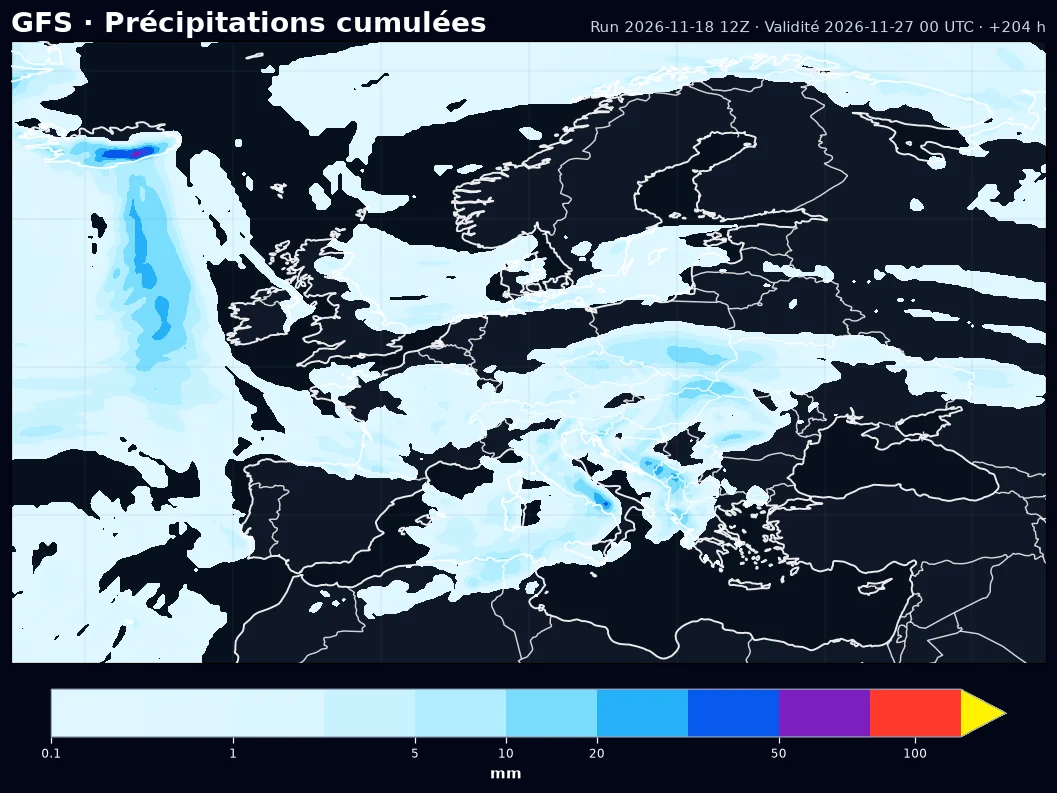 GFS · Précipitations cumulées
Run 2026-11-18 12Z · Validité 2026-11-27 00 UTC · +204 h
0.1 1 5 10 20 50 100
mm